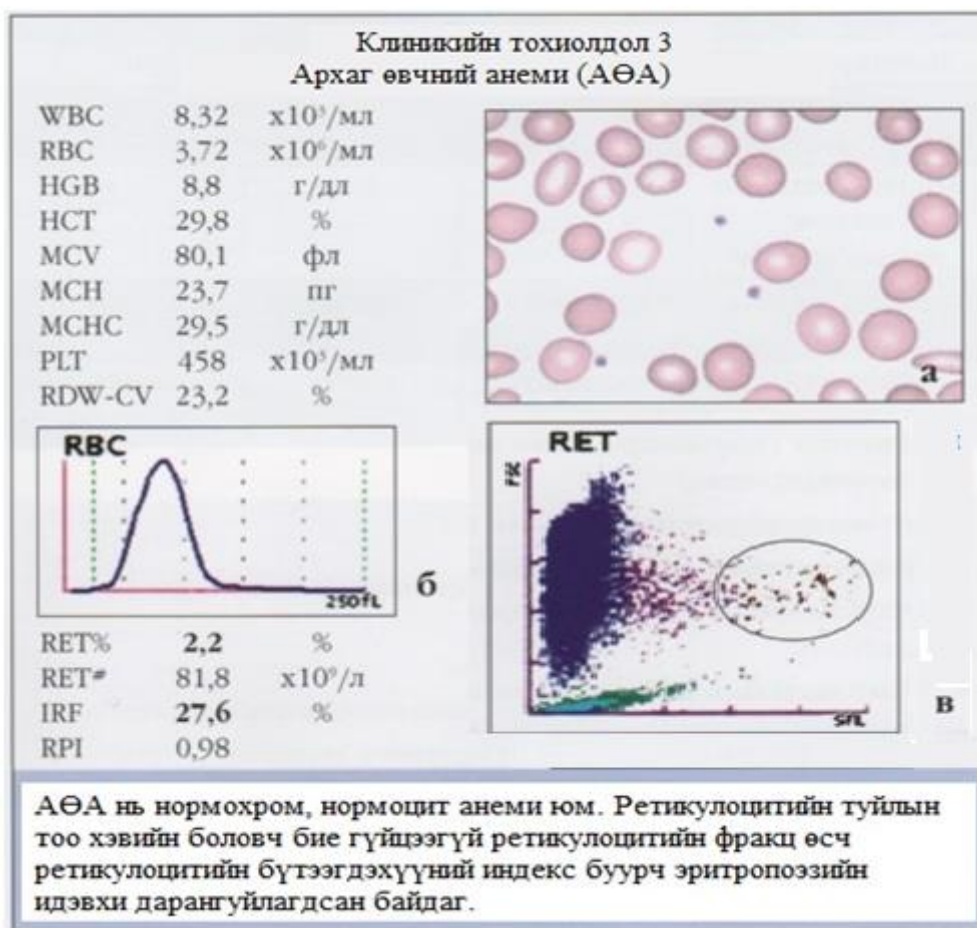 Клиникийн тохиолдол 3
Архаг өвчний анеми (АӨА)
WBC 8,32 x10³/мл
RBC 3,72 x10⁶/мл
HGB 8,8 г/дл
HCT 29,8 %
MCV 80,1 фл
MCH 23,7 пг
MCHC 29,5 г/дл
PLT 458 x10³/мл
RDW-CV 23,2 %
а
RBC
250fL
б
RET
FSC
SFL
в
RET% 2,2 %
RET# 81,8 x10⁹/л
IRF 27,6 %
RPI 0,98
АӨА нь нормохром, нормоцит анеми юм. Ретикулоцитийн туйлын
тоо хэвийн боловч бие гүйцээгүй ретикулоцитийн фракц өсч
ретикулоцитийн бүтээгдэхүүний индекс буурч эритропоэзийн
идэвхи дарангуйлагдсан байдаг.